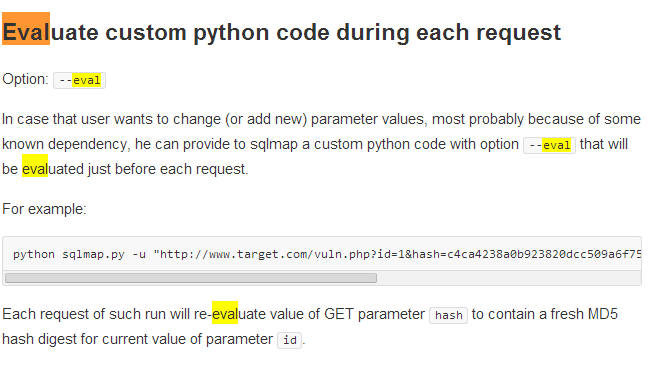 Evaluate custom python code during each request
Option: --eval
In case that user wants to change (or add new) parameter values, most probably because of some
known dependency, he can provide to sqlmap a custom python code with option --eval that will
be evaluated just before each request.
For example:
python sqlmap.py -u "http://www.target.com/vuln.php?id=1&hash=c4ca4238a0b923820dcc509a6f75
Each request of such run will re-evaluate value of GET parameter hash to contain a fresh MD5
hash digest for current value of parameter id.